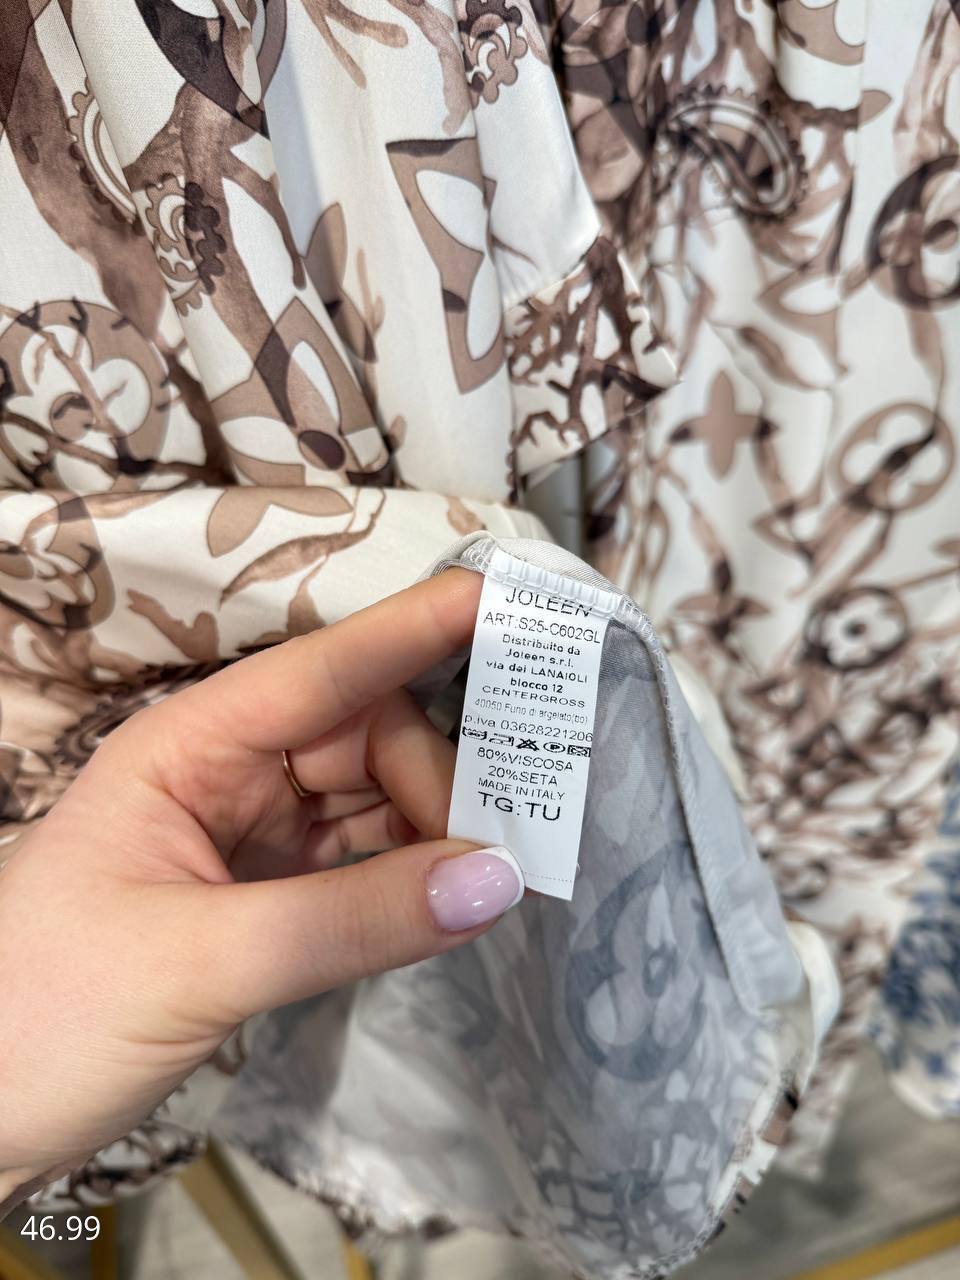 JOLEEN
ART:S25-C602GL
Distribuito da
Joleen s.r.l.
via dei LANAIOLI
blocco 12
CENTERGROSS
40050 Funo di argelato(bo)
p.iva 03628221206
80%VISCOSA
20%SETA
MADE IN ITALY
TG:TU
46.99